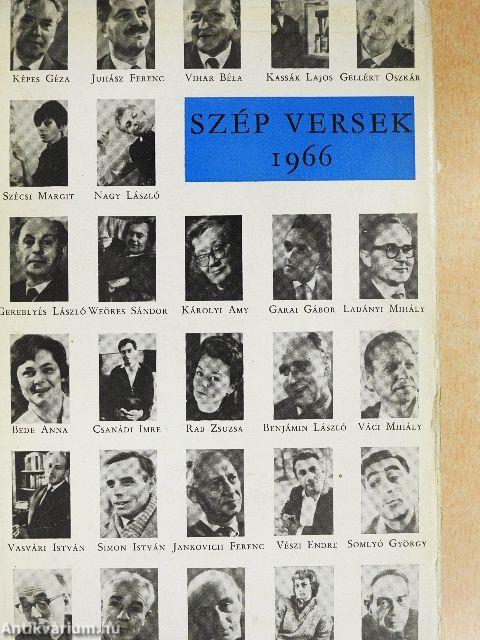 Képes Géza Juhász Ferenc Vihar Béla Kassák Lajos Gellért Oszkár
SZÉP VERSEK
1966
Szécsi Margit Nagy László
Gereblyés László Weöres Sándor Károlyi Amy Garai Gábor Ladányi Mihály
Bede Anna Csanádi Imre Rab Zsuzsa Benjámin László Váci Mihály
Vasvári István Simon István Jankovich Ferenc Vészi Endre Somlyó György
Antikvarium.hu